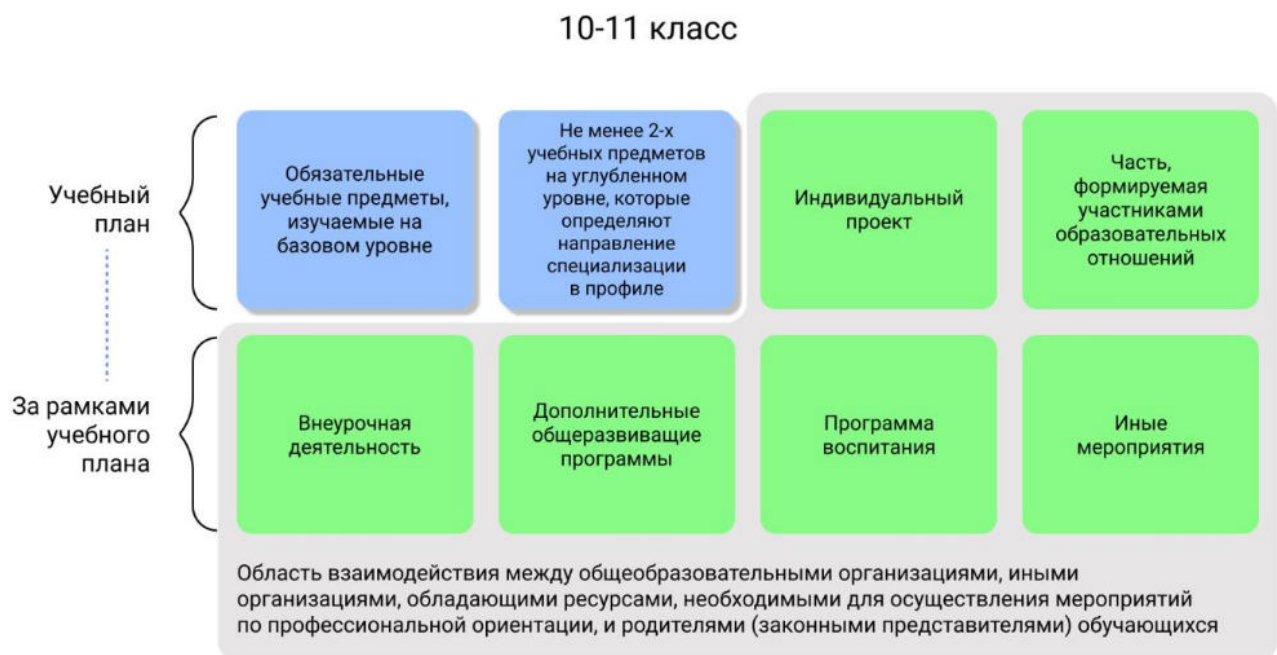 10-11 класс
Учебный
план
Обязательные
учебные предметы,
изучаемые на
базовом уровне
Не менее 2-х
учебных предметов
на углубленном
уровне, которые
определяют
направление
специализации
в профиле
Индивидуальный
проект
Часть,
формируемая
участниками
образовательных
отношений
За рамками
учебного
плана
Внеурочная
деятельность
Дополнительные
общеразвиващие
программы
Программа
воспитания
Иные
мероприятия
Область взаимодействия между общеобразовательными организациями, иными
организациями, обладающими ресурсами, необходимыми для осуществления мероприятий
по профессиональной ориентации, и родителями (законными представителями) обучающихся